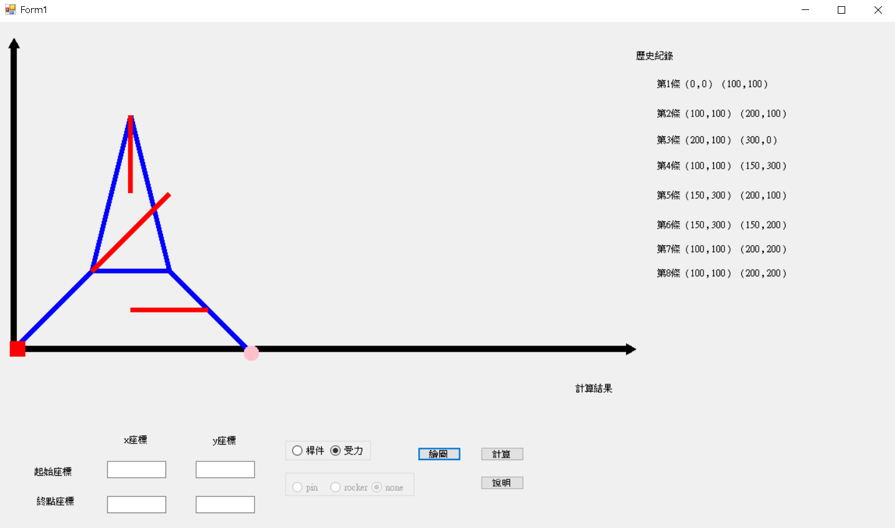 Form1
歷史紀錄
第1條 (0,0) (100,100)
第2條 (100,100) (200,100)
第3條 (200,100) (300,0)
第4條 (100,100) (150,300)
第5條 (150,300) (200,100)
第6條 (150,300) (150,200)
第7條 (100,100) (200,200)
第8條 (100,100) (200,200)
計算結果
x座標 y座標
桿件 受力
繪圖 計算
起始座標
pin rocker none
說明
終點座標